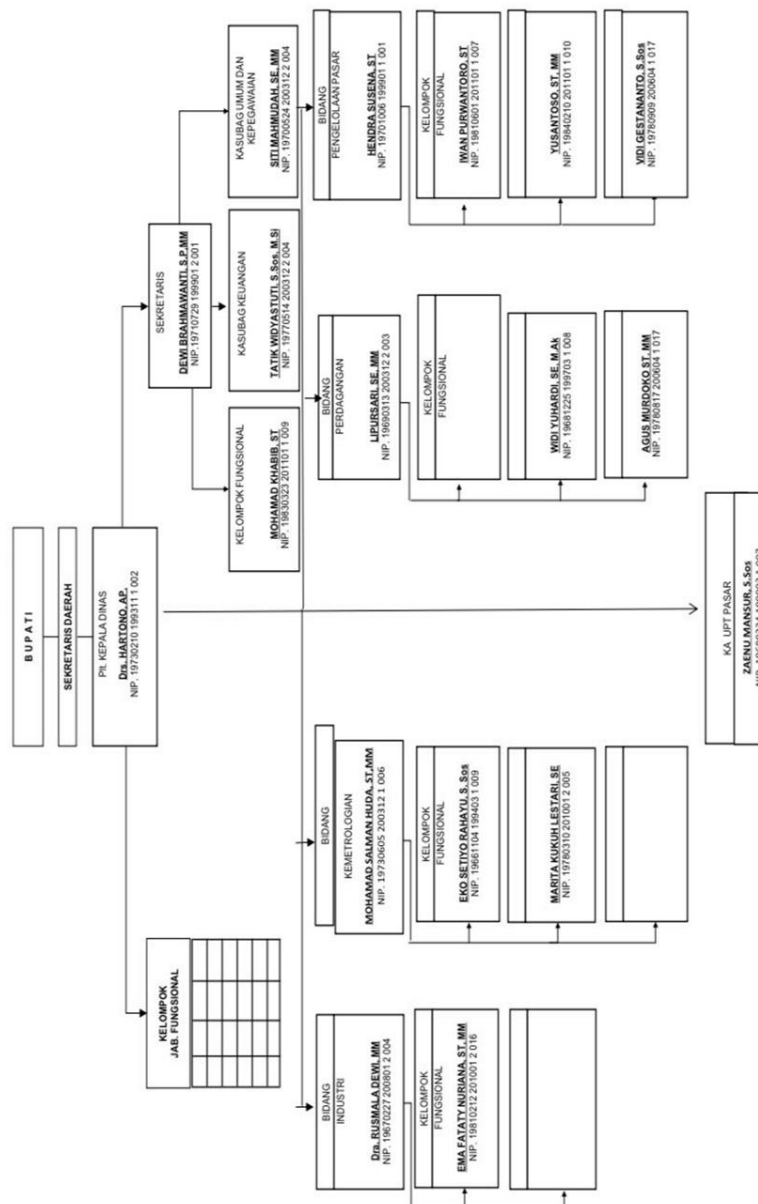 B U P A T I
SEKRETARIS DAERAH
Plt. KEPALA DINAS
Drs. HARTONO, AP.
NIP. 19730210 199311 1 002
KELOMPOK
JAB. FUNGSIONAL
SEKRETARIS
DEWI BRAHMAWANTI, S.P,MM
NIP.19710729 199901 2 001
KELOMPOK FUNGSIONAL
MOHAMAD KHABIB, ST
NIP. 19830323 201101 1 009
KASUBAG KEUANGAN
TATIK WIDYASTUTI, S.Sos, M.Si
NIP. 19770514 200312 2 004
KASUBAG UMUM DAN
KEPEGAWAIAN
SITI MAHMUDAH, SE, MM
NIP. 19700524 200312 2 004
BIDANG
INDUSTRI
Dra. RUSMALA DEWI, MM
NIP. 19670227 200801 2 004
KELOMPOK
FUNGSIONAL
EMA FATATY NURIANA, ST, MM
NIP. 19810212 201001 2 016
BIDANG
KEMETROLOGIAN
MOHAMAD SALMAN HUDA, ST,MM
NIP. 19730605 200312 1 006
KELOMPOK
FUNGSIONAL
EKO SETIYO RAHAYU, S. Sos
NIP. 19661104 199403 1 009
MARITA KUKUH LESTARI, SE
NIP. 19780310 201001 2 005
BIDANG
PERDAGANGAN
LIPURSARI, SE, MM
NIP. 19690313 200312 2 003
KELOMPOK
FUNGSIONAL
WIDI YUHARDI, SE, M.Ak
NIP. 19681225 199703 1 008
AGUS MURDOKO ST, MM
NIP. 19780817 200604 1 017
BIDANG
PENGELOLAAN PASAR
HENDRA SUSENA, ST
NIP. 19701006 199901 1 001
KELOMPOK
FUNGSIONAL
IWAN PURWANTORO, ST
NIP. 19810601 201101 1 007
YUSANTOSO, ST, MM
NIP. 19840210 201101 1 010
VIDI GESTANANTO, S.Sos
NIP. 19780909 200604 1 017
KA UPT PASAR
ZAENU MANSUR, S.Sos